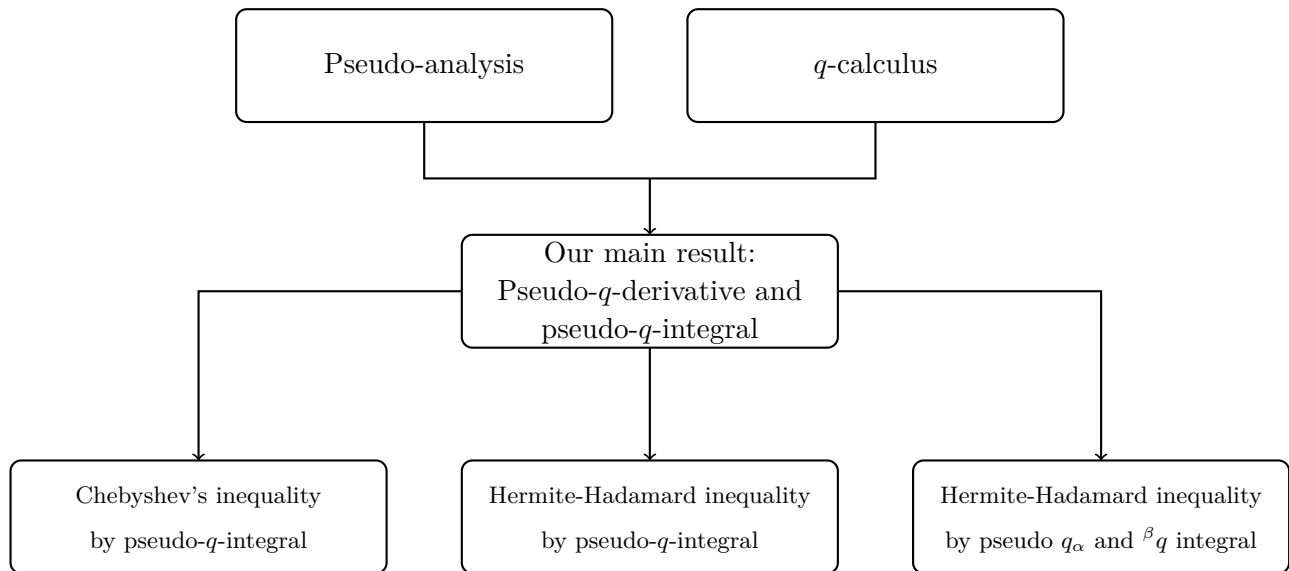 Pseudo-analysis
q-calculus
Our main result:
Pseudo-q-derivative and
pseudo-q-integral
Chebyshev's inequality
by pseudo-q-integral
Hermite-Hadamard inequality
by pseudo-q-integral
Hermite-Hadamard inequality
by pseudo q_α and ^βq integral